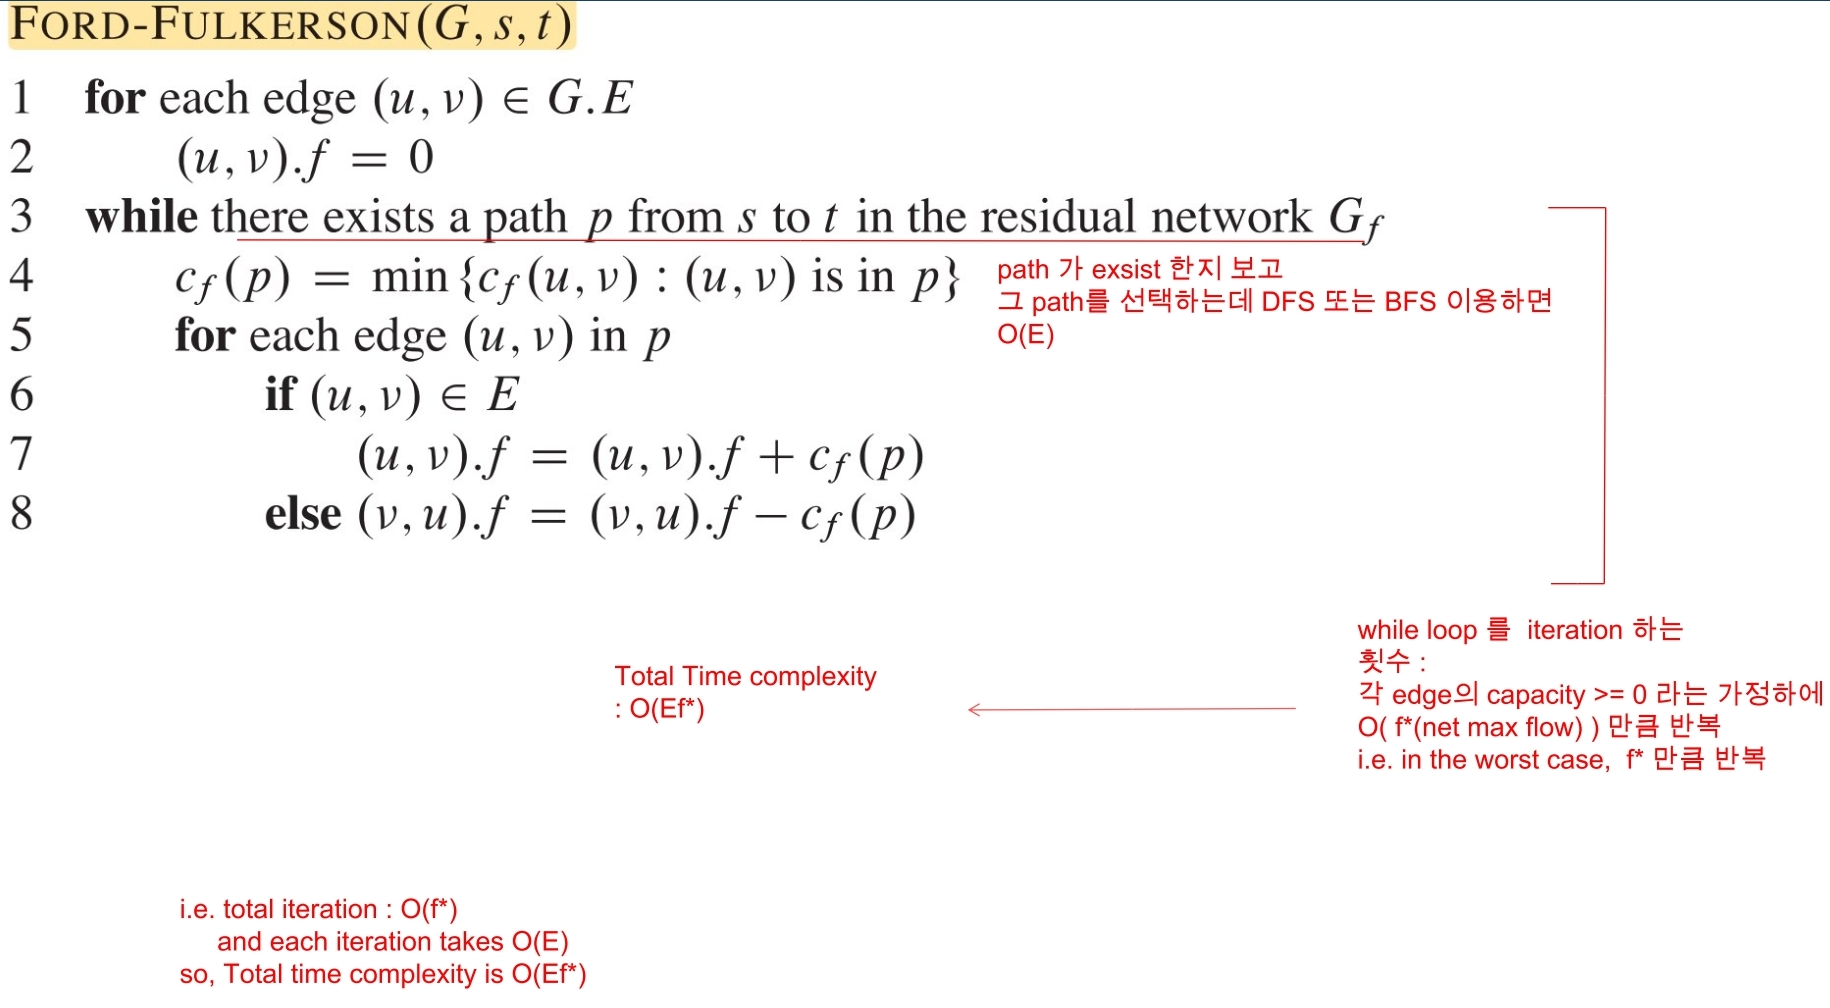 FORD-FULKERSON(G, s, t)
1 for each edge (u, v) ∈ G.E
2 (u, v).f = 0
3 while there exists a path p from s to t in the residual network G_f
4 c_f(p) = min {c_f(u, v) : (u, v) is in p}
path 가 exsist 한지 보고
그 path를 선택하는데 DFS 또는 BFS 이용하면
O(E)
5 for each edge (u, v) in p
6 if (u, v) ∈ E
7 (u, v).f = (u, v).f + c_f(p)
8 else (v, u).f = (v, u).f − c_f(p)
while loop 를 iteration 하는
횟수 :
각 edge의 capacity >= 0 라는 가정하에
O( f*(net max flow) ) 만큼 반복
i.e. in the worst case, f* 만큼 반복
Total Time complexity
: O(Ef*)
i.e. total iteration : O(f*)
and each iteration takes O(E)
so, Total time complexity is O(Ef*)